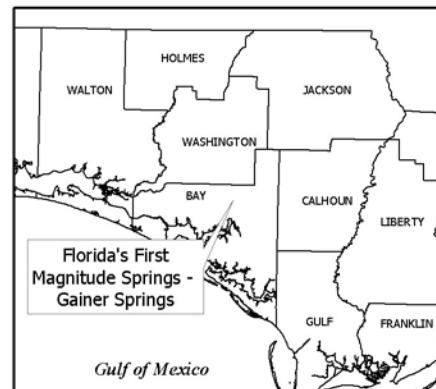 HOLMES
WALTON
JACKSON
WASHINGTON
BAY
CALHOUN
LIBERTY
Florida's First
Magnitude Springs -
Gainer Springs
GULF
FRANKLIN
Gulf of Mexico